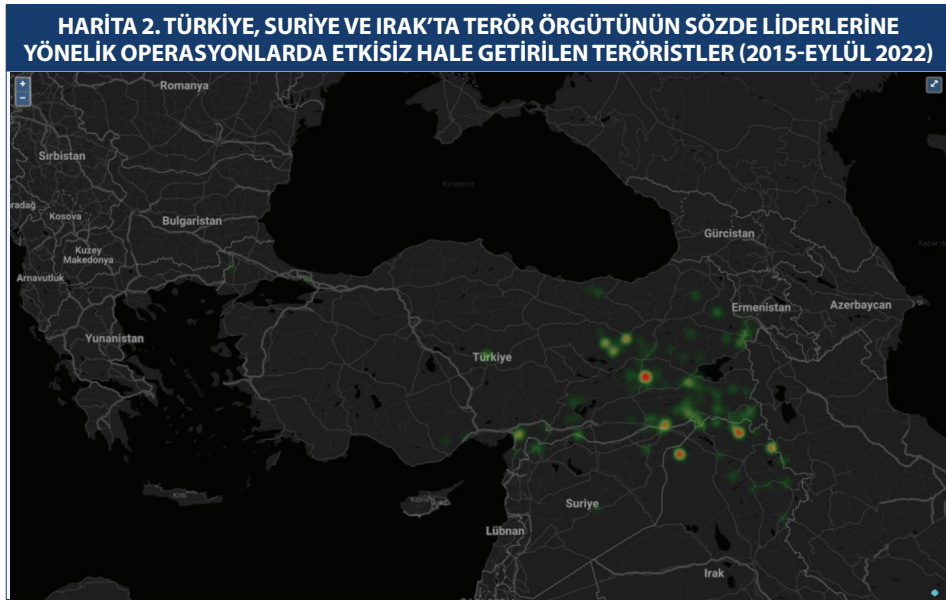 HARİTA 2. TÜRKİYE, SURİYE VE IRAK’TA TERÖR ÖRGÜTÜNÜN SÖZDE LİDERLERİNE
YÖNELİK OPERASYONLARDA ETKİSİZ HALE GETİRİLEN TERÖRİSTLER (2015-EYLÜL 2022)
+
−
Romanya
Sırbistan
Karadeniz
radağ
Kosova
Bulgaristan
Gürcistan
Kuzey
Makedonya
Arnavutluk
Ermenistan
Azerbaycan
Yunanistan
Türkiye
Suriye
Lübnan
Irak